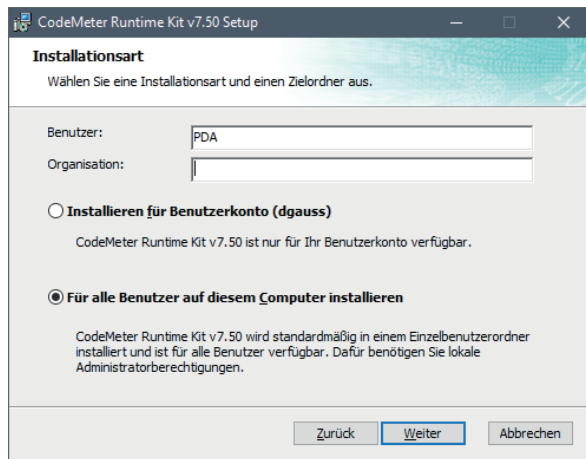 CodeMeter Runtime Kit v7.50 Setup
Installationsart
Wählen Sie eine Installationsart und einen Zielordner aus.
Benutzer:
PDA
Organisation:
Installieren für Benutzerkonto (dgauss)
CodeMeter Runtime Kit v7.50 ist nur für Ihr Benutzerkonto verfügbar.
Für alle Benutzer auf diesem Computer installieren
CodeMeter Runtime Kit v7.50 wird standardmäßig in einem Einzelbenutzerordner
installiert und ist für alle Benutzer verfügbar. Dafür benötigen Sie lokale
Administratorberechtigungen.
Zurück Weiter Abbrechen